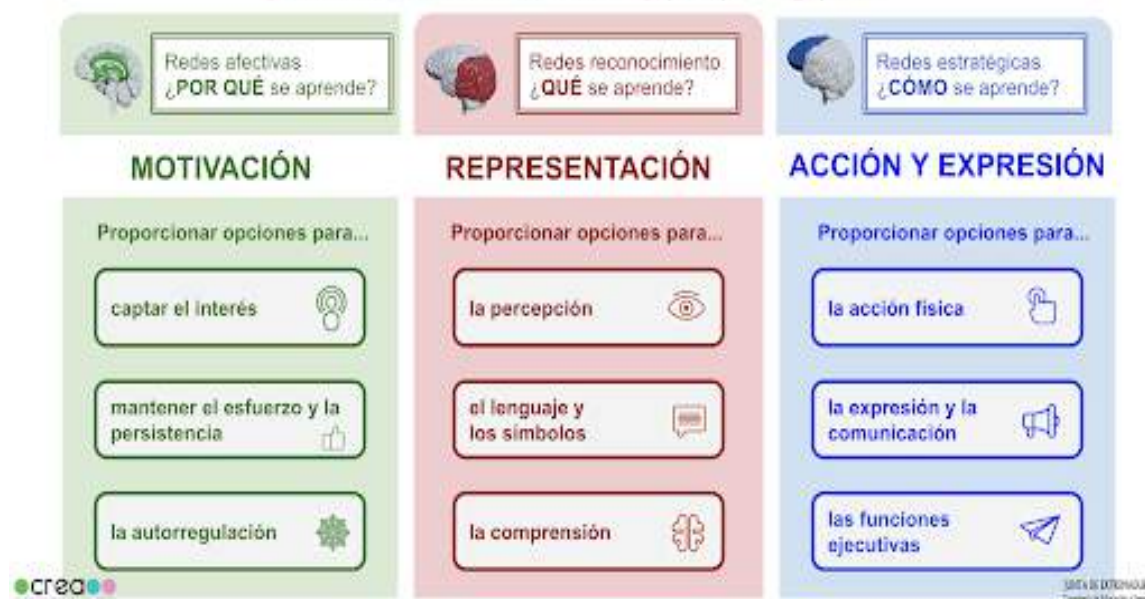 Redes afectivas
¿POR QUÉ se aprende?
MOTIVACIÓN
Proporcionar opciones para...
captar el interés
mantener el esfuerzo y la
persistencia
la autorregulación
Redes reconocimiento
¿QUÉ se aprende?
REPRESENTACIÓN
Proporcionar opciones para...
la percepción
el lenguaje y
los símbolos
la comprensión
Redes estratégicas
¿CÓMO se aprende?
ACCIÓN Y EXPRESIÓN
Proporcionar opciones para...
la acción física
la expresión y la
comunicación
las funciones
ejecutivas
crea
JUNTA DE EXTREMADURA